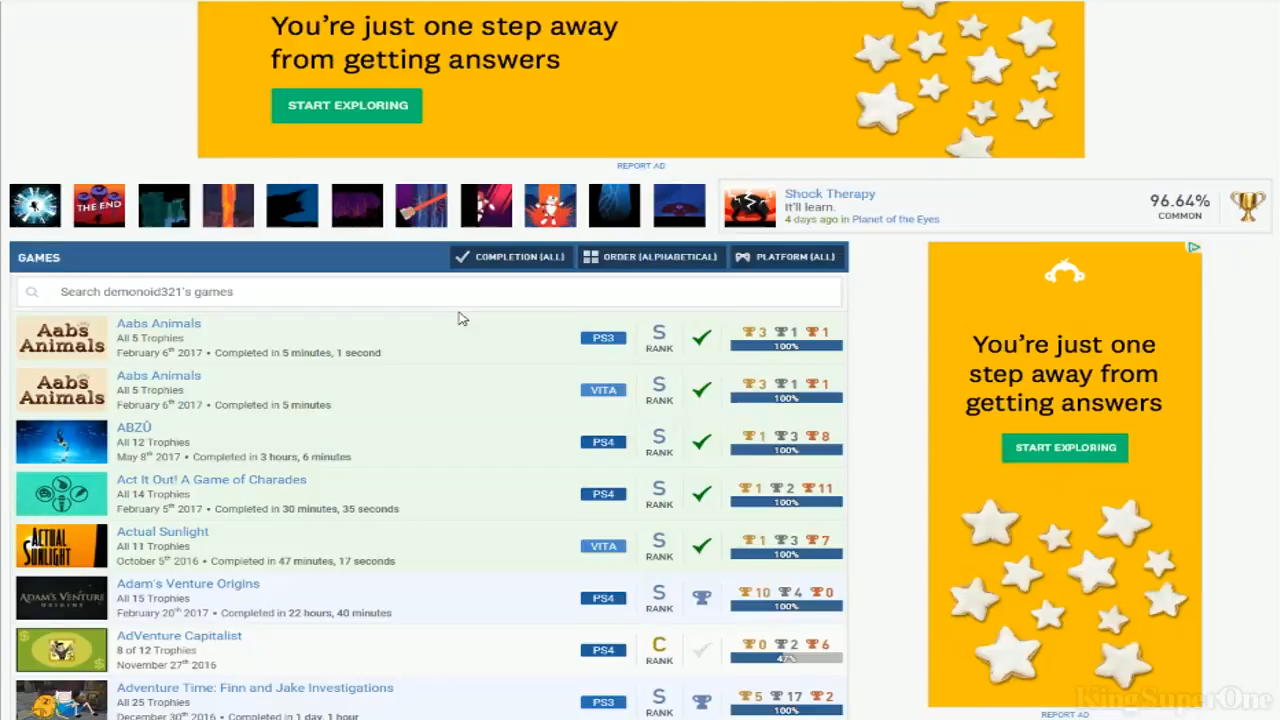 You're just one step away
from getting answers
START EXPLORING
REPORT AD
THE END
Shock Therapy
It'll learn.
4 days ago in Planet of the Eyes
96.64%
COMMON
GAMES
COMPLETION (ALL)
ORDER (ALPHABETICAL)
PLATFORM (ALL)
Search demonoid321's games
Aabs Animals
Aabs Animals
All 5 Trophies
February 6th 2017 • Completed in 5 minutes, 1 second
PS3
S RANK
3 1 1
100%
Aabs Animals
Aabs Animals
All 5 Trophies
February 6th 2017 • Completed in 5 minutes
VITA
S RANK
3 1 1
100%
ABZÛ
All 12 Trophies
May 8th 2017 • Completed in 3 hours, 6 minutes
PS4
S RANK
1 3 8
100%
Act It Out! A Game of Charades
All 14 Trophies
February 5th 2017 • Completed in 30 minutes, 35 seconds
PS4
S RANK
1 2 11
100%
ACTUAL SUNLIGHT
Actual Sunlight
All 11 Trophies
October 5th 2016 • Completed in 47 minutes, 17 seconds
VITA
S RANK
1 3 7
100%
ADAM'S VENTURE
ORIGINS
Adam's Venture Origins
All 15 Trophies
February 20th 2017 • Completed in 22 hours, 40 minutes
PS4
S RANK
10 4 0
100%
AdVenture Capitalist
8 of 12 Trophies
November 27th 2016
PS4
C RANK
0 2 6
47%
Adventure Time: Finn and Jake Investigations
All 25 Trophies
December 30th 2016 • Completed in 1 day, 1 hour
PS3
S RANK
5 17 2
100%
You're just one
step away from
getting answers
START EXPLORING
KingSuperOne
REPORT AD